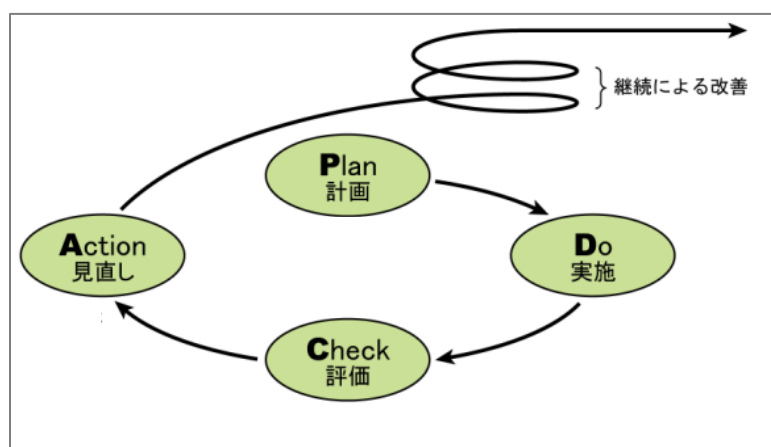 継続による改善
Plan
計画
Do
実施
Check
評価
Action
見直し